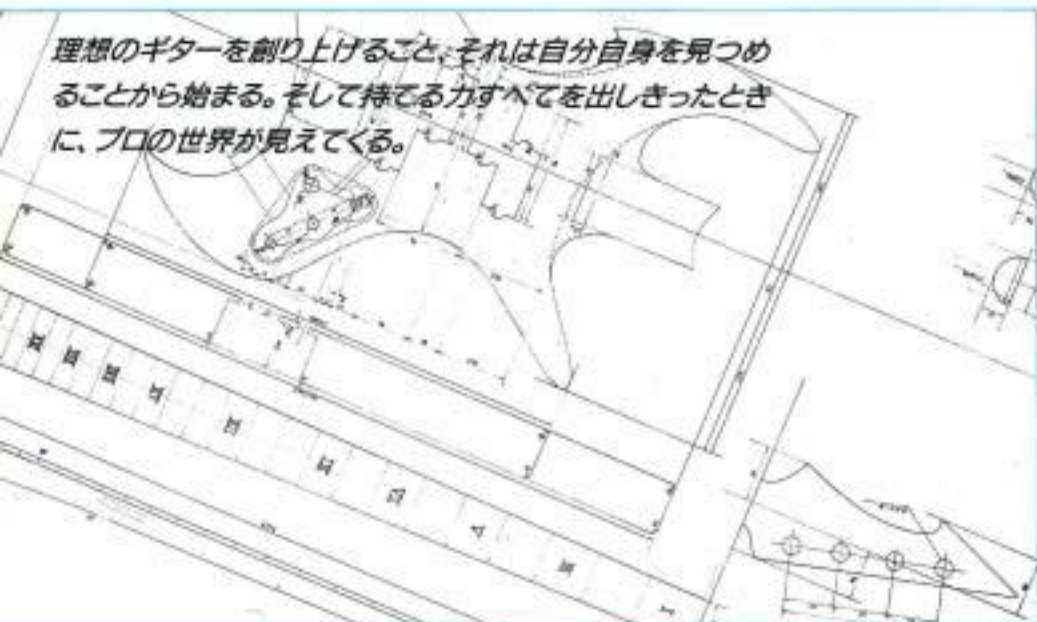 理想のギターを創り上げること、それは自分自身を見つめ
ることから始まる。そして持てる力すべてを出しきったとき
に、プロの世界が見えてくる。